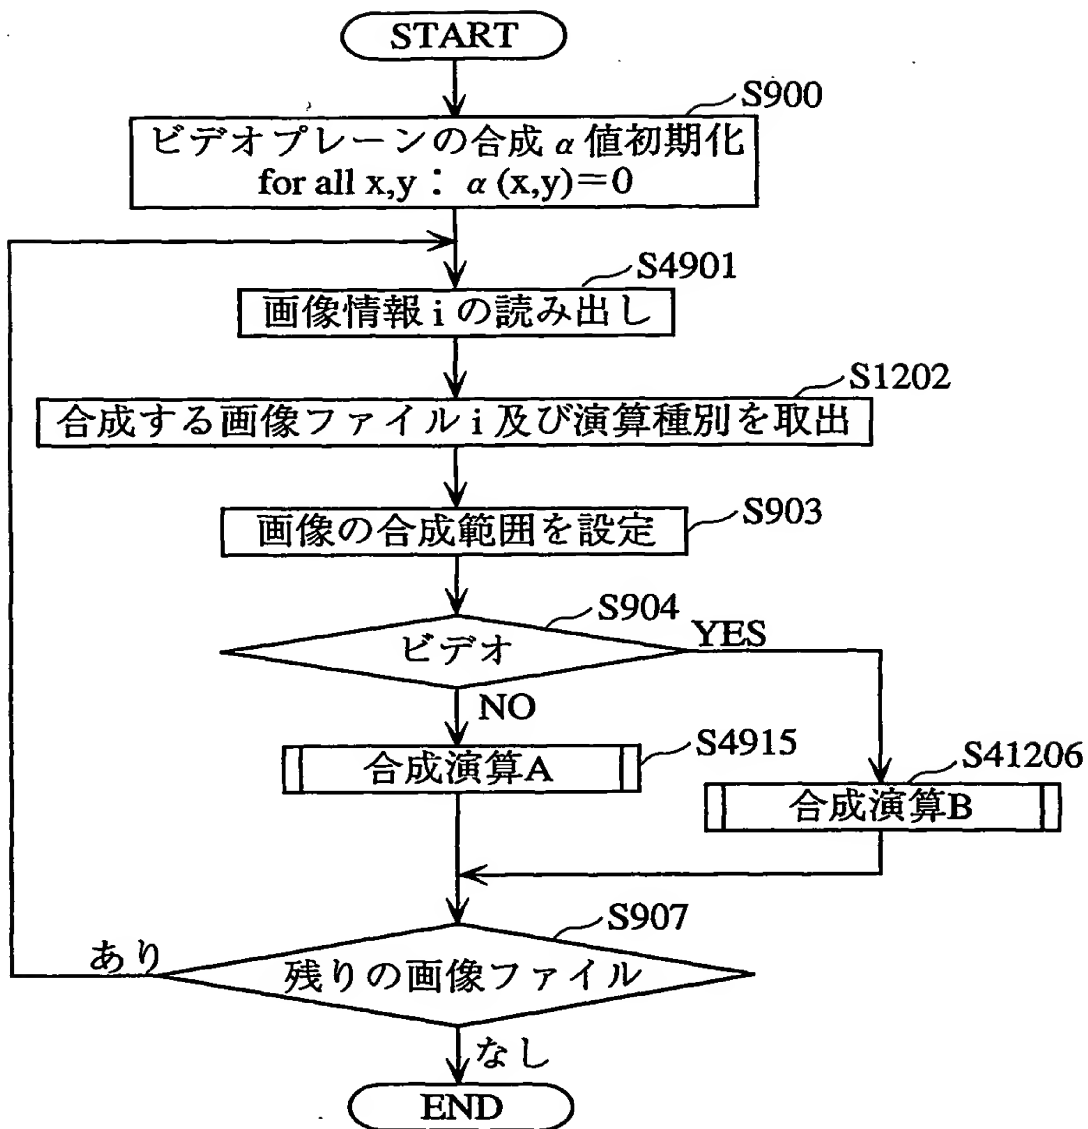 START
S900
ビデオプレーンの合成α値初期化
for all x,y：α(x,y)＝0
S4901
画像情報iの読み出し
S1202
合成する画像ファイルi及び演算種別を取出
S903
画像の合成範囲を設定
S904
ビデオ
YES
NO
S4915
合成演算A
S41206
合成演算B
S907
あり
残りの画像ファイル
なし
END